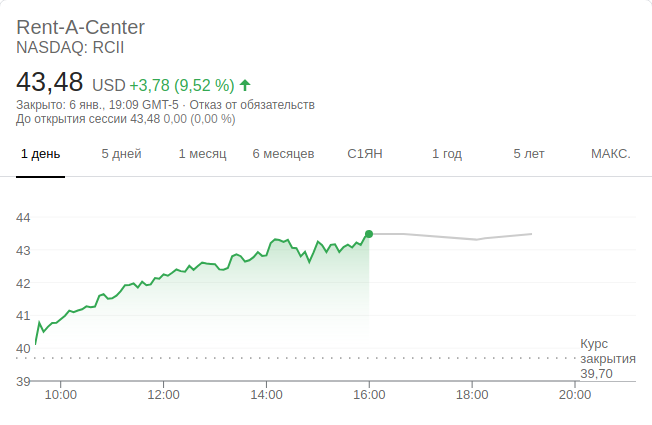 Rent-A-Center
NASDAQ: RCII
43,48 USD +3,78 (9,52 %)
Закрыто: 6 янв., 19:09 GMT-5 · Отказ от обязательств
До открытия сессии 43,48 0,00 (0,00 %)
1 день 5 дней 1 месяц 6 месяцев С1ЯН 1 год 5 лет МАКС.
44
43
42
41
40
Курс
закрытия
39,70
39
10:00 12:00 14:00 16:00 18:00 20:00